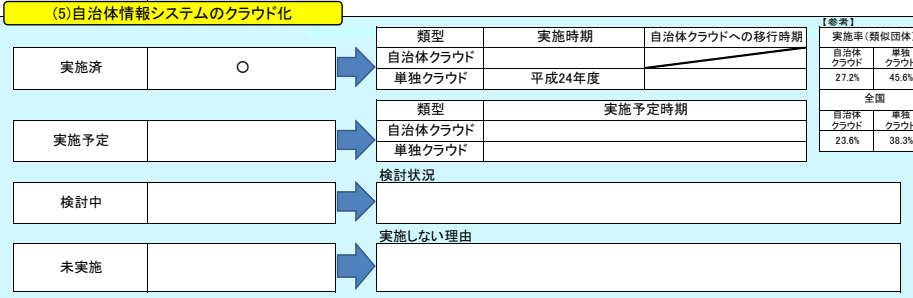 (5)自治体情報システムのクラウド化
【参考】
実施済 ○
類型 実施時期 自治体クラウドへの移行時期
自治体クラウド
単独クラウド 平成24年度
実施率(類似団体)
自治体クラウド 単独クラウド
27.2% 45.6%
全国
自治体クラウド 単独クラウド
23.6% 38.3%
実施予定
類型 実施予定時期
自治体クラウド
単独クラウド
検討中
検討状況
未実施
実施しない理由